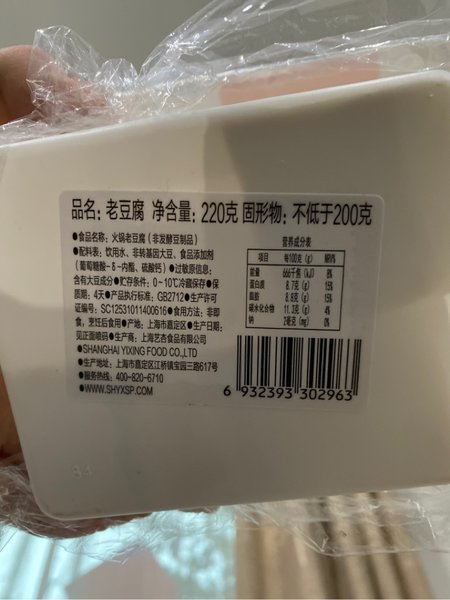 品名：老豆腐 净含量：220克 固形物：不低于200克
●食品名称：火锅老豆腐（非发酵豆制品）
●配料表：饮用水、非转基因大豆、食品添加剂
（葡萄糖酸-δ-内酯、硫酸钙）●过敏原信息：
含有大豆成分●贮存条件：0~10℃冷藏保存●保
质期：4天●产品执行标准：GB2712●生产许可
证编号：SC12531011400616●食用方法：非即
食，烹饪后食用●产地：上海市嘉定区●生产日期：
见正面喷码●生产商：上海艺杏食品有限公司
●SHANGHAI YIXING FOOD CO.,LTD
●生产地址：上海市嘉定区江桥镇宝园三路617号
●服务热线：400-820-6710
●WWW.SHYXSP.COM
营养成分表
项目 每100克(g) NRV%
能量 666千焦(kJ) 8%
蛋白质 8.7克(g) 15%
脂肪 8.8克(g) 15%
碳水化合物 11.3克(g) 4%
钠 2毫克(mg) 0%
6 932393 302963